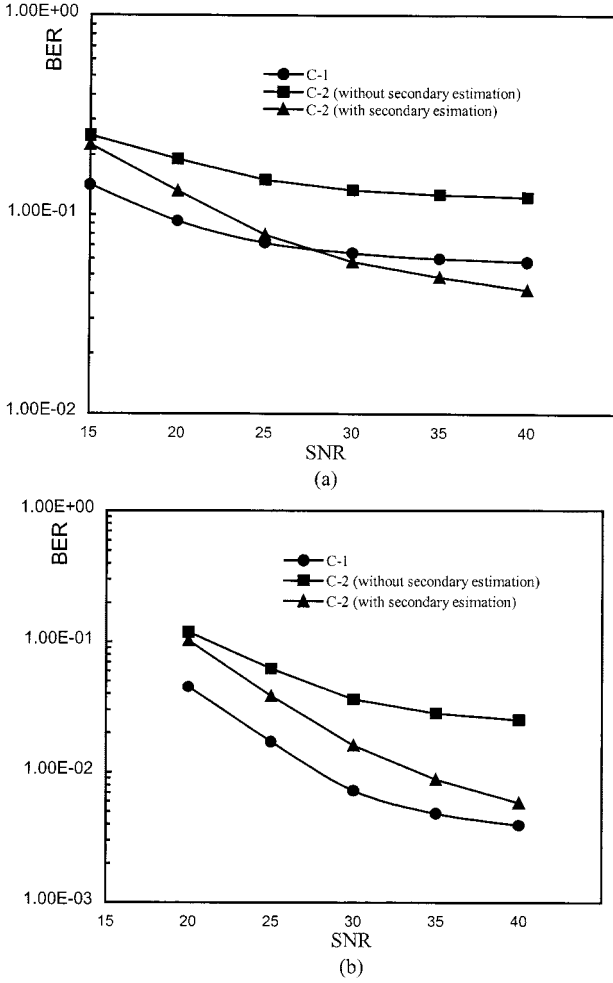 1.00E+00
BER
C-1
C-2 (without secondary estimation)
C-2 (with secondary esimation)
1.00E-01
1.00E-02
15 20 25 30 35 40
SNR
(a)
1.00E+00
BER
C-1
C-2 (without secondary estimation)
C-2 (with secondary esimation)
1.00E-01
1.00E-02
1.00E-03
15 20 25 30 35 40
SNR
(b)